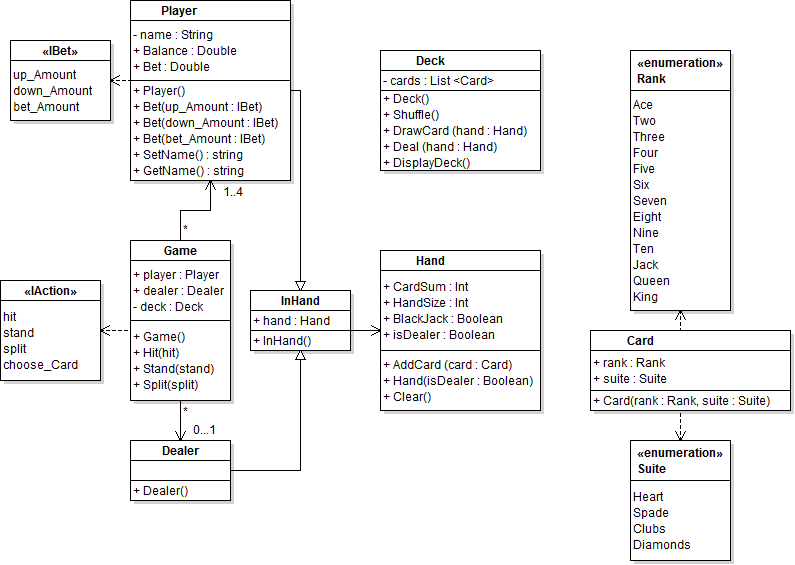 Player
- name : String
+ Balance : Double
+ Bet : Double
+ Player()
+ Bet(up_Amount : IBet)
+ Bet(down_Amount : IBet)
+ Bet(bet_Amount : IBet)
+ SetName() : string
+ GetName() : string
«IBet»
up_Amount
down_Amount
bet_Amount
Deck
- cards : List <Card>
+ Deck()
+ Shuffle()
+ DrawCard (hand : Hand)
+ Deal (hand : Hand)
+ DisplayDeck()
«enumeration»
Rank
Ace
Two
Three
Four
Five
Six
Seven
Eight
Nine
Ten
Jack
Queen
King
1..4
*
Game
+ player : Player
+ dealer : Dealer
- deck : Deck
+ Game()
+ Hit(hit)
+ Stand(stand)
+ Split(split)
«IAction»
hit
stand
split
choose_Card
InHand
+ hand : Hand
+ InHand()
Hand
+ CardSum : Int
+ HandSize : Int
+ BlackJack : Boolean
+ isDealer : Boolean
+ AddCard (card : Card)
+ Hand(isDealer : Boolean)
+ Clear()
Card
+ rank : Rank
+ suite : Suite
+ Card(rank : Rank, suite : Suite)
*
0...1
Dealer
+ Dealer()
«enumeration»
Suite
Heart
Spade
Clubs
Diamonds